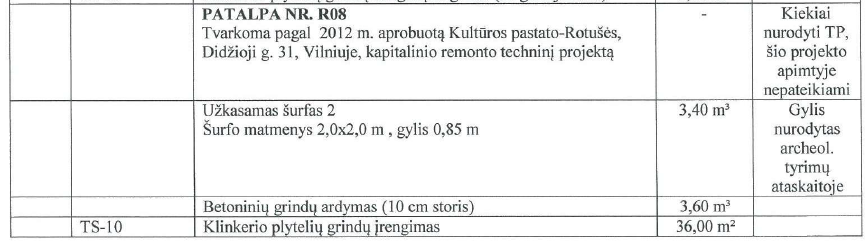 PATALPA NR. R08
Tvarkoma pagal 2012 m. aprobuotą Kultūros pastato-Rotušės,
Didžioji g. 31, Vilniuje, kapitalinio remonto techninį projektą
-
Kiekiai
nurodyti TP,
šio projekto
apimtyje
nepateikiami
Užkasamas šurfas 2
Šurfo matmenys 2,0x2,0 m , gylis 0,85 m
3,40 m³
Gylis
nurodytas
archeol.
tyrimų
ataskaitoje
Betoninių grindų ardymas (10 cm storis)
3,60 m³
TS-10
Klinkerio plytelių grindų įrengimas
36,00 m²